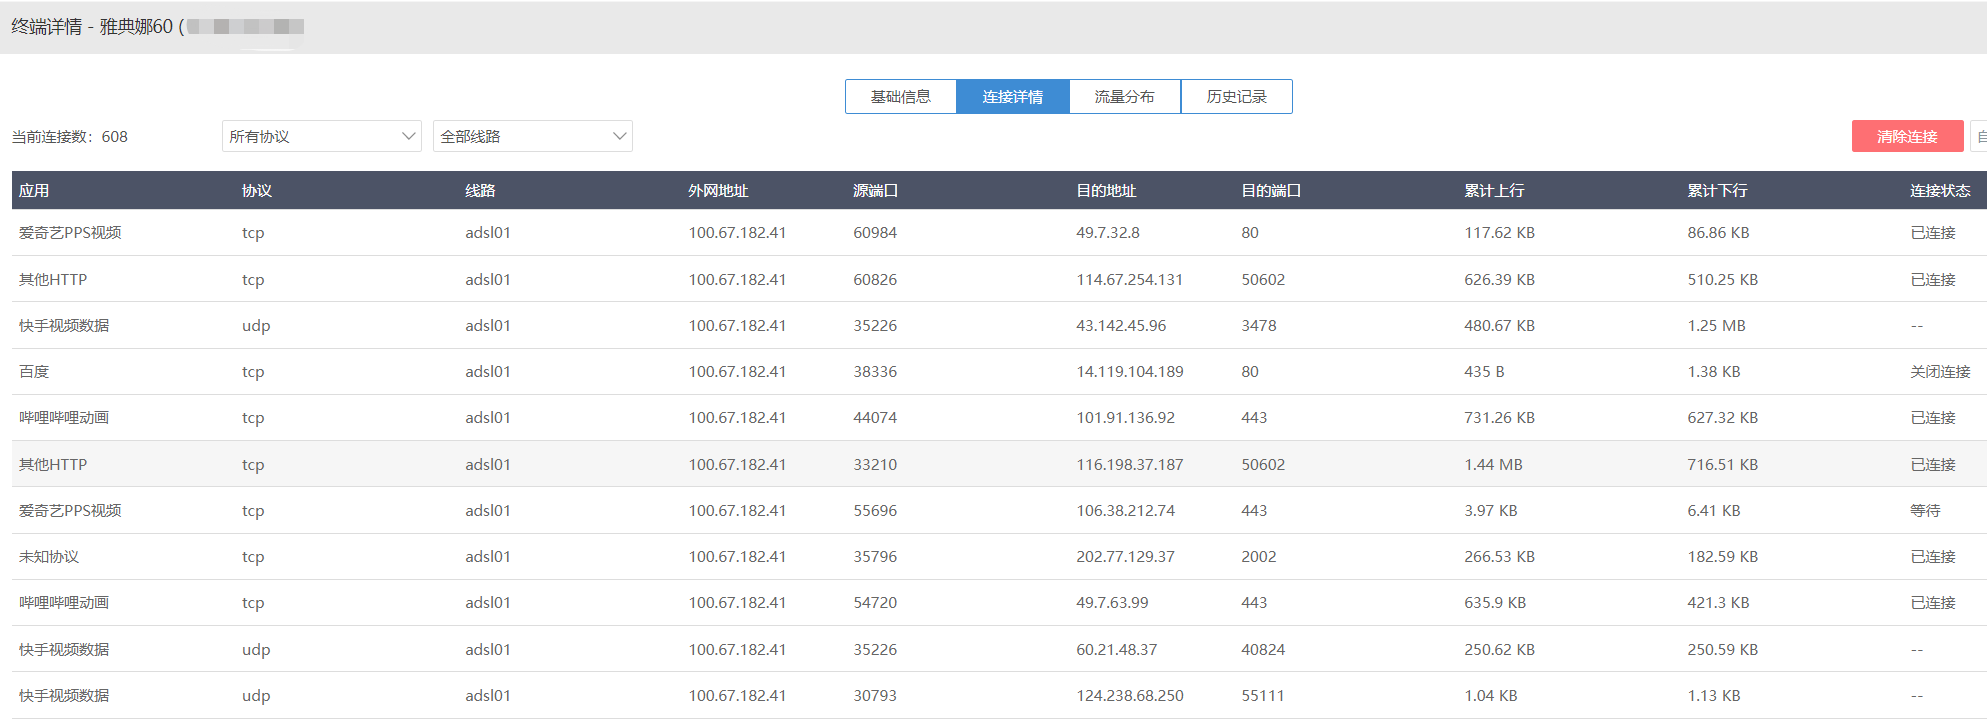 终端详情 - 雅典娜60 (
基础信息 连接详情 流量分布 历史记录
当前连接数：608 所有协议 全部线路 清除连接 自
应用 协议 线路 外网地址 源端口 目的地址 目的端口 累计上行 累计下行 连接状态
爱奇艺PPS视频 tcp adsl01 100.67.182.41 60984 49.7.32.8 80 117.62 KB 86.86 KB 已连接
其他HTTP tcp adsl01 100.67.182.41 60826 114.67.254.131 50602 626.39 KB 510.25 KB 已连接
快手视频数据 udp adsl01 100.67.182.41 35226 43.142.45.96 3478 480.67 KB 1.25 MB --
百度 tcp adsl01 100.67.182.41 38336 14.119.104.189 80 435 B 1.38 KB 关闭连接
哔哩哔哩动画 tcp adsl01 100.67.182.41 44074 101.91.136.92 443 731.26 KB 627.32 KB 已连接
其他HTTP tcp adsl01 100.67.182.41 33210 116.198.37.187 50602 1.44 MB 716.51 KB 已连接
爱奇艺PPS视频 tcp adsl01 100.67.182.41 55696 106.38.212.74 443 3.97 KB 6.41 KB 等待
未知协议 tcp adsl01 100.67.182.41 35796 202.77.129.37 2002 266.53 KB 182.59 KB 已连接
哔哩哔哩动画 tcp adsl01 100.67.182.41 54720 49.7.63.99 443 635.9 KB 421.3 KB 已连接
快手视频数据 udp adsl01 100.67.182.41 35226 60.21.48.37 40824 250.62 KB 250.59 KB --
快手视频数据 udp adsl01 100.67.182.41 30793 124.238.68.250 55111 1.04 KB 1.13 KB --